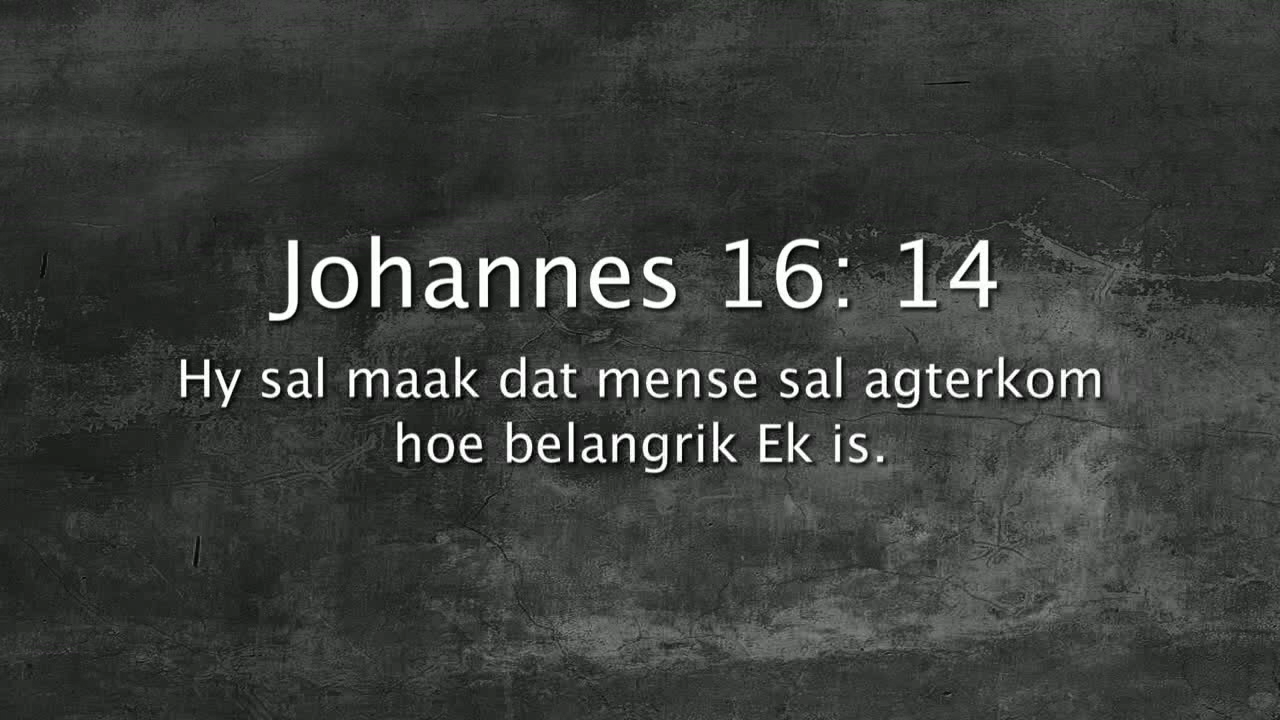 Johannes 16: 14
Hy sal maak dat mense sal agterkom
hoe belangrik Ek is.